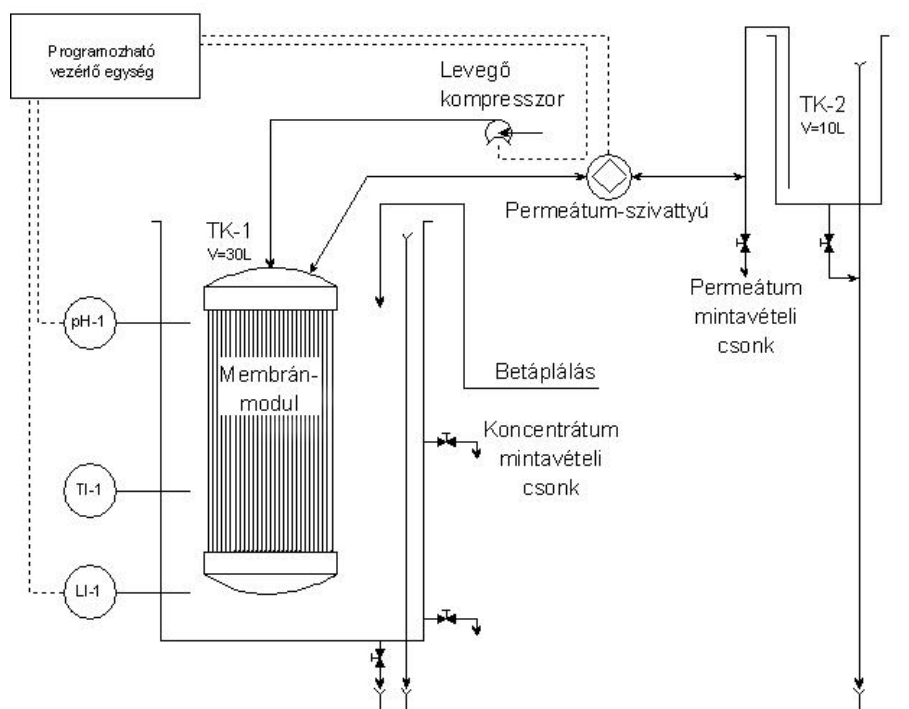 Programozható
vezérlő egység
Levegő
kompresszor
TK-2
V=10L
Permeátum-szivattyú
TK-1
V=30L
Permeátum
mintavételi
csonk
pH-1
Membrán-
modul
Betáplálás
Koncentrátum
mintavételi
csonk
TI-1
LI-1